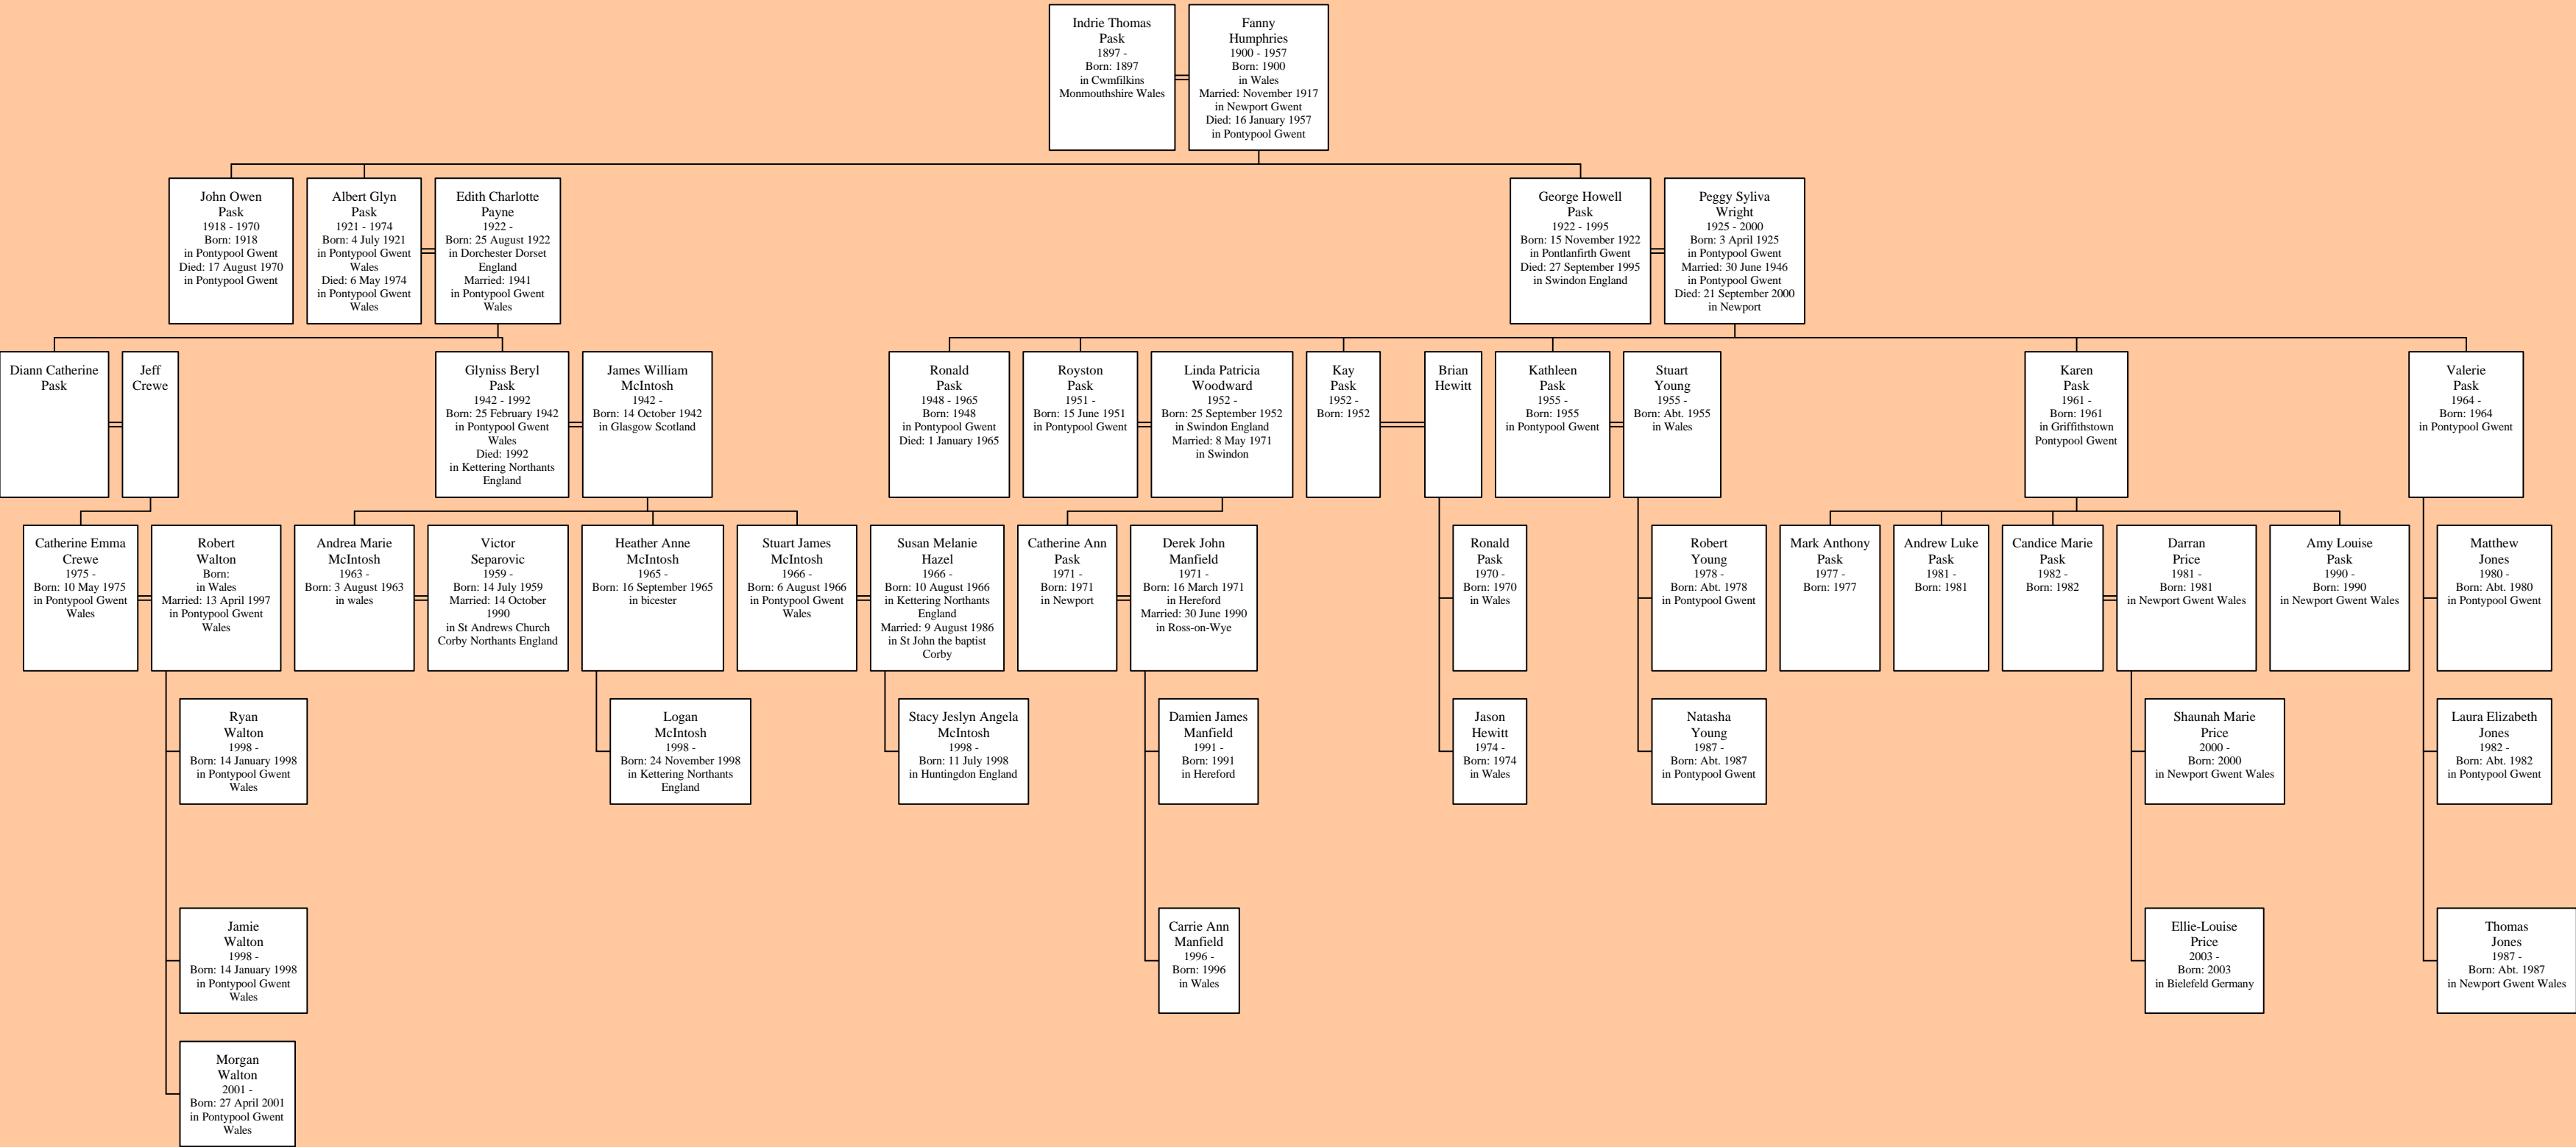 Indrie Thomas
Pask
1897 -
Born: 1897
in Cwmfilkins
Monmouthshire Wales
Fanny
Humphries
1900 - 1957
Born: 1900
in Wales
Married: November 1917
in Newport Gwent
Died: 16 January 1957
in Pontypool Gwent
John Owen
Pask
1918 - 1970
Born: 1918
in Pontypool Gwent
Died: 17 August 1970
in Pontypool Gwent
Albert Glyn
Pask
1921 - 1974
Born: 4 July 1921
in Pontypool Gwent
Wales
Died: 6 May 1974
in Pontypool Gwent
Wales
Edith Charlotte
Payne
1922 -
Born: 25 August 1922
in Dorchester Dorset
England
Married: 1941
in Pontypool Gwent
Wales
George Howell
Pask
1922 - 1995
Born: 15 November 1922
in Pontlanfirth Gwent
Died: 27 September 1995
in Swindon England
Peggy Syliva
Wright
1925 - 2000
Born: 3 April 1925
in Pontypool Gwent
Married: 30 June 1946
in Pontypool Gwent
Died: 21 September 2000
in Newport
Diann Catherine
Pask
Jeff
Crewe
Glyniss Beryl
Pask
1942 - 1992
Born: 25 February 1942
in Pontypool Gwent
Wales
Died: 1992
in Kettering Northants
England
James William
McIntosh
1942 -
Born: 14 October 1942
in Glasgow Scotland
Ronald
Pask
1948 - 1965
Born: 1948
in Pontypool Gwent
Died: 1 January 1965
Royston
Pask
1951 -
Born: 15 June 1951
in Pontypool Gwent
Linda Patricia
Woodward
1952 -
Born: 25 September 1952
in Swindon England
Married: 8 May 1971
in Swindon
Kay
Pask
1952 -
Born: 1952
Brian
Hewitt
Kathleen
Pask
1955 -
Born: 1955
in Pontypool Gwent
Stuart
Young
1955 -
Born: Abt. 1955
in Wales
Karen
Pask
1961 -
Born: 1961
in Griffithstown
Pontypool Gwent
Valerie
Pask
1964 -
Born: 1964
in Pontypool Gwent
Catherine Emma
Crewe
1975 -
Born: 10 May 1975
in Pontypool Gwent
Wales
Robert
Walton
Born:
in Wales
Married: 13 April 1997
in Pontypool Gwent
Wales
Andrea Marie
McIntosh
1963 -
Born: 3 August 1963
in wales
Victor
Separovic
1959 -
Born: 14 July 1959
Married: 14 October
1990
in St Andrews Church
Corby Northants England
Heather Anne
McIntosh
1965 -
Born: 16 September 1965
in bicester
Stuart James
McIntosh
1966 -
Born: 6 August 1966
in Pontypool Gwent
Wales
Susan Melanie
Hazel
1966 -
Born: 10 August 1966
in Kettering Northants
England
Married: 9 August 1986
in St John the baptist
Corby
Catherine Ann
Pask
1971 -
Born: 1971
in Newport
Derek John
Manfield
1971 -
Born: 16 March 1971
in Hereford
Married: 30 June 1990
in Ross-on-Wye
Ronald
Pask
1970 -
Born: 1970
in Wales
Robert
Young
1978 -
Born: Abt. 1978
in Pontypool Gwent
Mark Anthony
Pask
1977 -
Born: 1977
Andrew Luke
Pask
1981 -
Born: 1981
Candice Marie
Pask
1982 -
Born: 1982
Darran
Price
1981 -
Born: 1981
in Newport Gwent Wales
Amy Louise
Pask
1990 -
Born: 1990
in Newport Gwent Wales
Matthew
Jones
1980 -
Born: Abt. 1980
in Pontypool Gwent
Ryan
Walton
1998 -
Born: 14 January 1998
in Pontypool Gwent
Wales
Logan
McIntosh
1998 -
Born: 24 November 1998
in Kettering Northants
England
Stacy Jeslyn Angela
McIntosh
1998 -
Born: 11 July 1998
in Huntingdon England
Damien James
Manfield
1991 -
Born: 1991
in Hereford
Jason
Hewitt
1974 -
Born: 1974
in Wales
Natasha
Young
1987 -
Born: Abt. 1987
in Pontypool Gwent
Shaunah Marie
Price
2000 -
Born: 2000
in Newport Gwent Wales
Laura Elizabeth
Jones
1982 -
Born: Abt. 1982
in Pontypool Gwent
Jamie
Walton
1998 -
Born: 14 January 1998
in Pontypool Gwent
Wales
Carrie Ann
Manfield
1996 -
Born: 1996
in Wales
Ellie-Louise
Price
2003 -
Born: 2003
in Bielefeld Germany
Thomas
Jones
1987 -
Born: Abt. 1987
in Newport Gwent Wales
Morgan
Walton
2001 -
Born: 27 April 2001
in Pontypool Gwent
Wales